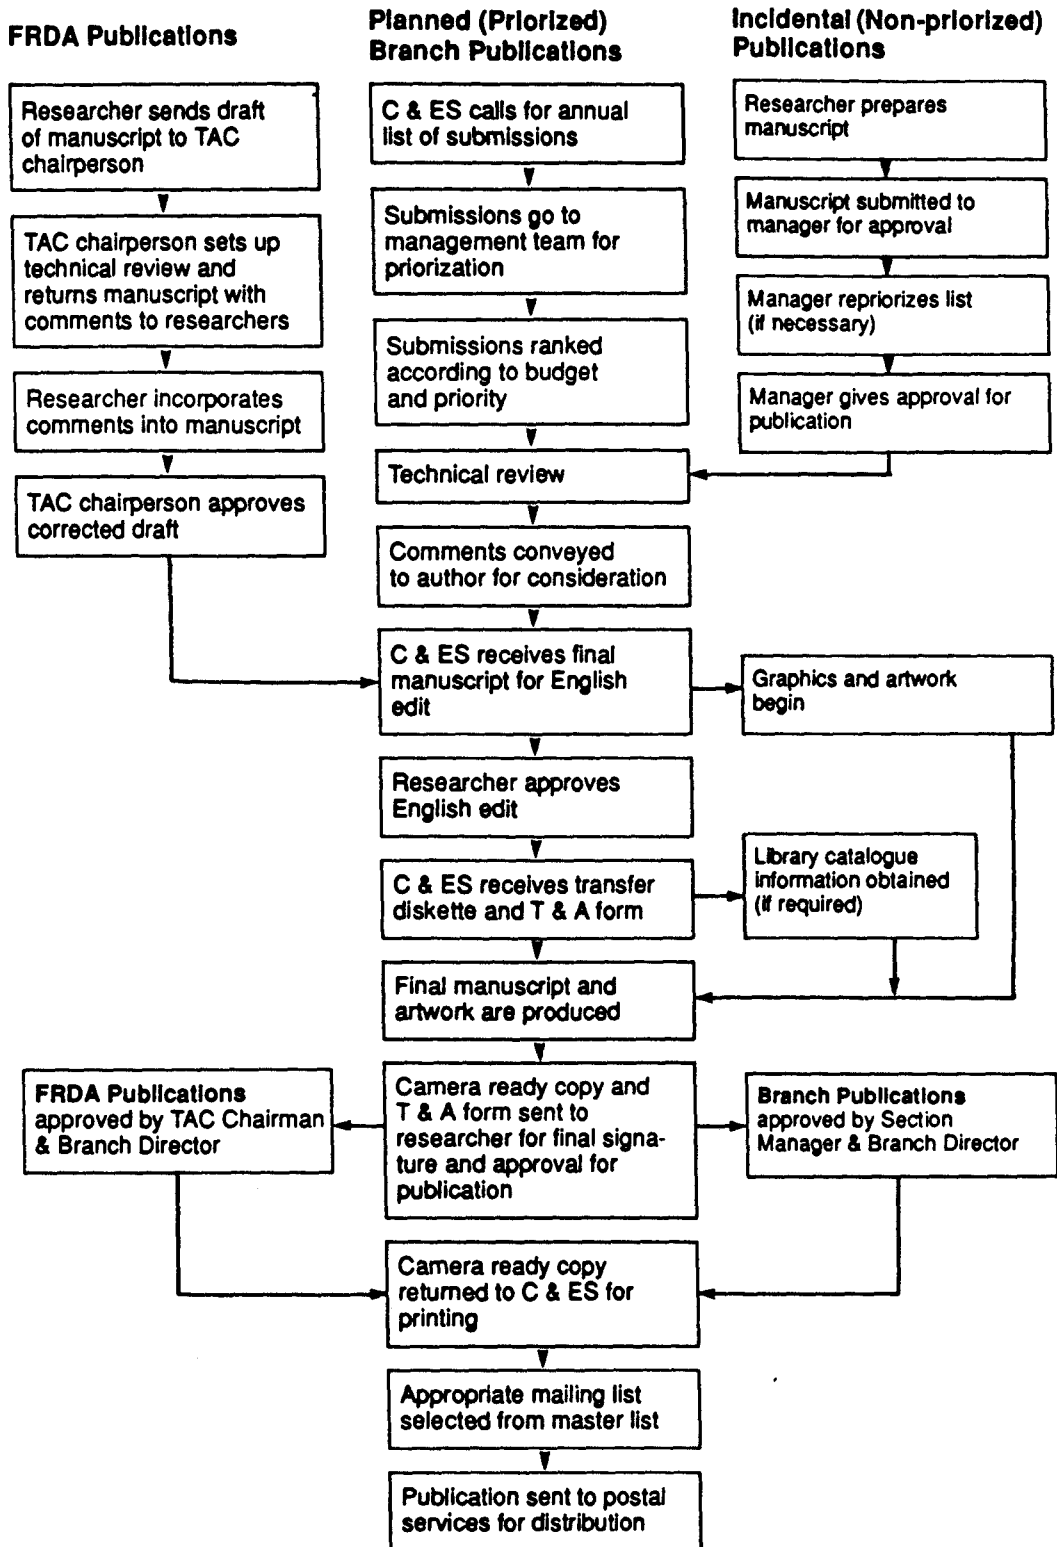 FRDA Publications
Researcher sends draft
of manuscript to TAC
chairperson
TAC chairperson sets up
technical review and
returns manuscript with
comments to researchers
Researcher incorporates
comments into manuscript
TAC chairperson approves
corrected draft
Planned (Priorized)
Branch Publications
C & ES calls for annual
list of submissions
Submissions go to
management team for
priorization
Submissions ranked
according to budget
and priority
Technical review
Comments conveyed
to author for consideration
C & ES receives final
manuscript for English
edit
Researcher approves
English edit
C & ES receives transfer
diskette and T & A form
Final manuscript and
artwork are produced
Incidental (Non-priorized)
Publications
Researcher prepares
manuscript
Manuscript submitted to
manager for approval
Manager repriorizes list
(if necessary)
Manager gives approval for
publication
Graphics and artwork
begin
Library catalogue
information obtained
(if required)
FRDA Publications
approved by TAC Chairman
& Branch Director
Camera ready copy and
T & A form sent to
researcher for final signa-
ture and approval for
publication
Branch Publications
approved by Section
Manager & Branch Director
Camera ready copy
returned to C & ES for
printing
Appropriate mailing list
selected from master list
Publication sent to postal
services for distribution